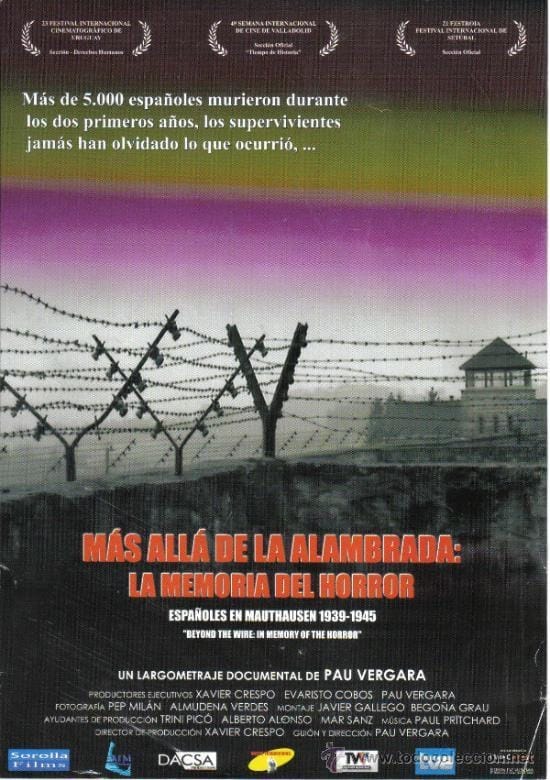 23 FESTIVAL INTERNACIONAL
CINEMATOGRÁFICO DE
URUGUAY
Sección - Derechos Humanos
4ª SEMANA INTERNACIONAL
DE CINE DE VALLADOLID
Sección Oficial
"Tiempo de Historia"
21 FESTROIA
FESTIVAL INTERNACIONAL DE
SETÚBAL
Sección Oficial
Más de 5.000 españoles murieron durante
los dos primeros años, los supervivientes
jamás han olvidado lo que ocurrió, ...
MÁS ALLÁ DE LA ALAMBRADA:
LA MEMORIA DEL HORROR
ESPAÑOLES EN MAUTHAUSEN 1939-1945
"BEYOND THE WIRE: IN MEMORY OF THE HORROR"
UN LARGOMETRAJE DOCUMENTAL DE PAU VERGARA
PRODUCTORES EJECUTIVOS XAVIER CRESPO EVARISTO COBOS PAU VERGARA
FOTOGRAFÍA PEP MILÁN ALMUDENA VERDES MONTAJE JAVIER GALLEGO BEGOÑA GRAU
AYUDANTES DE PRODUCCIÓN TRINI PICÓ ALBERTO ALONSO MAR SANZ MÚSICA PAUL PRITCHARD
DIRECTOR DE PRODUCCIÓN XAVIER CRESPO GUIÓN Y DIRECCIÓN PAU VERGARA
Sorolla
Films
DACSA
TVV
www.todocoleccion.net